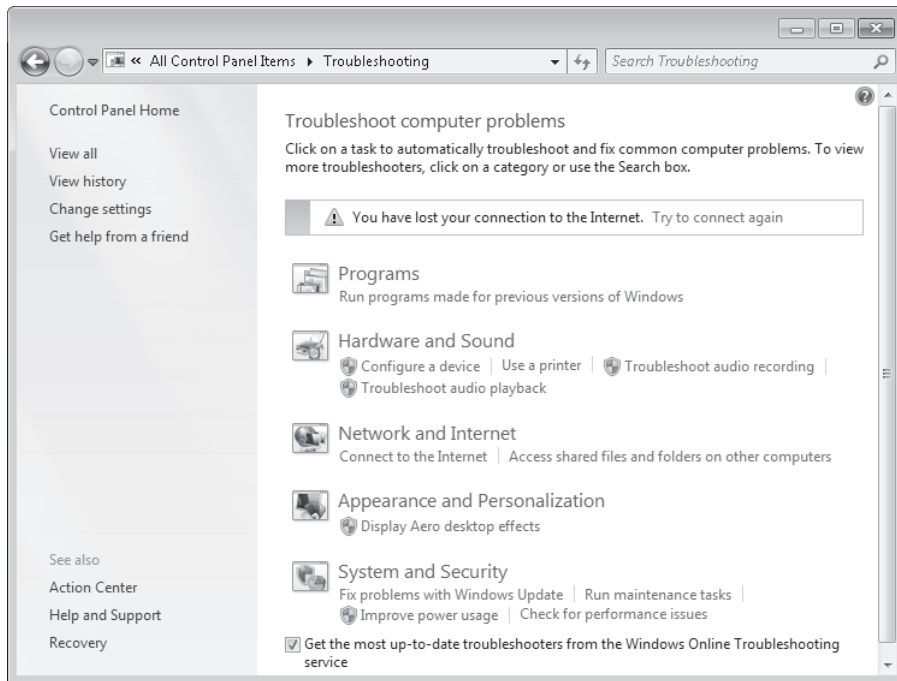 « All Control Panel Items ▸ Troubleshooting
Search Troubleshooting
Control Panel Home
View all
View history
Change settings
Get help from a friend
See also
Action Center
Help and Support
Recovery
Troubleshoot computer problems
Click on a task to automatically troubleshoot and fix common computer problems. To view
more troubleshooters, click on a category or use the Search box.
You have lost your connection to the Internet. Try to connect again
Programs
Run programs made for previous versions of Windows
Hardware and Sound
Configure a device | Use a printer | Troubleshoot audio recording |
Troubleshoot audio playback
Network and Internet
Connect to the Internet | Access shared files and folders on other computers
Appearance and Personalization
Display Aero desktop effects
System and Security
Fix problems with Windows Update | Run maintenance tasks |
Improve power usage | Check for performance issues
Get the most up-to-date troubleshooters from the Windows Online Troubleshooting
service